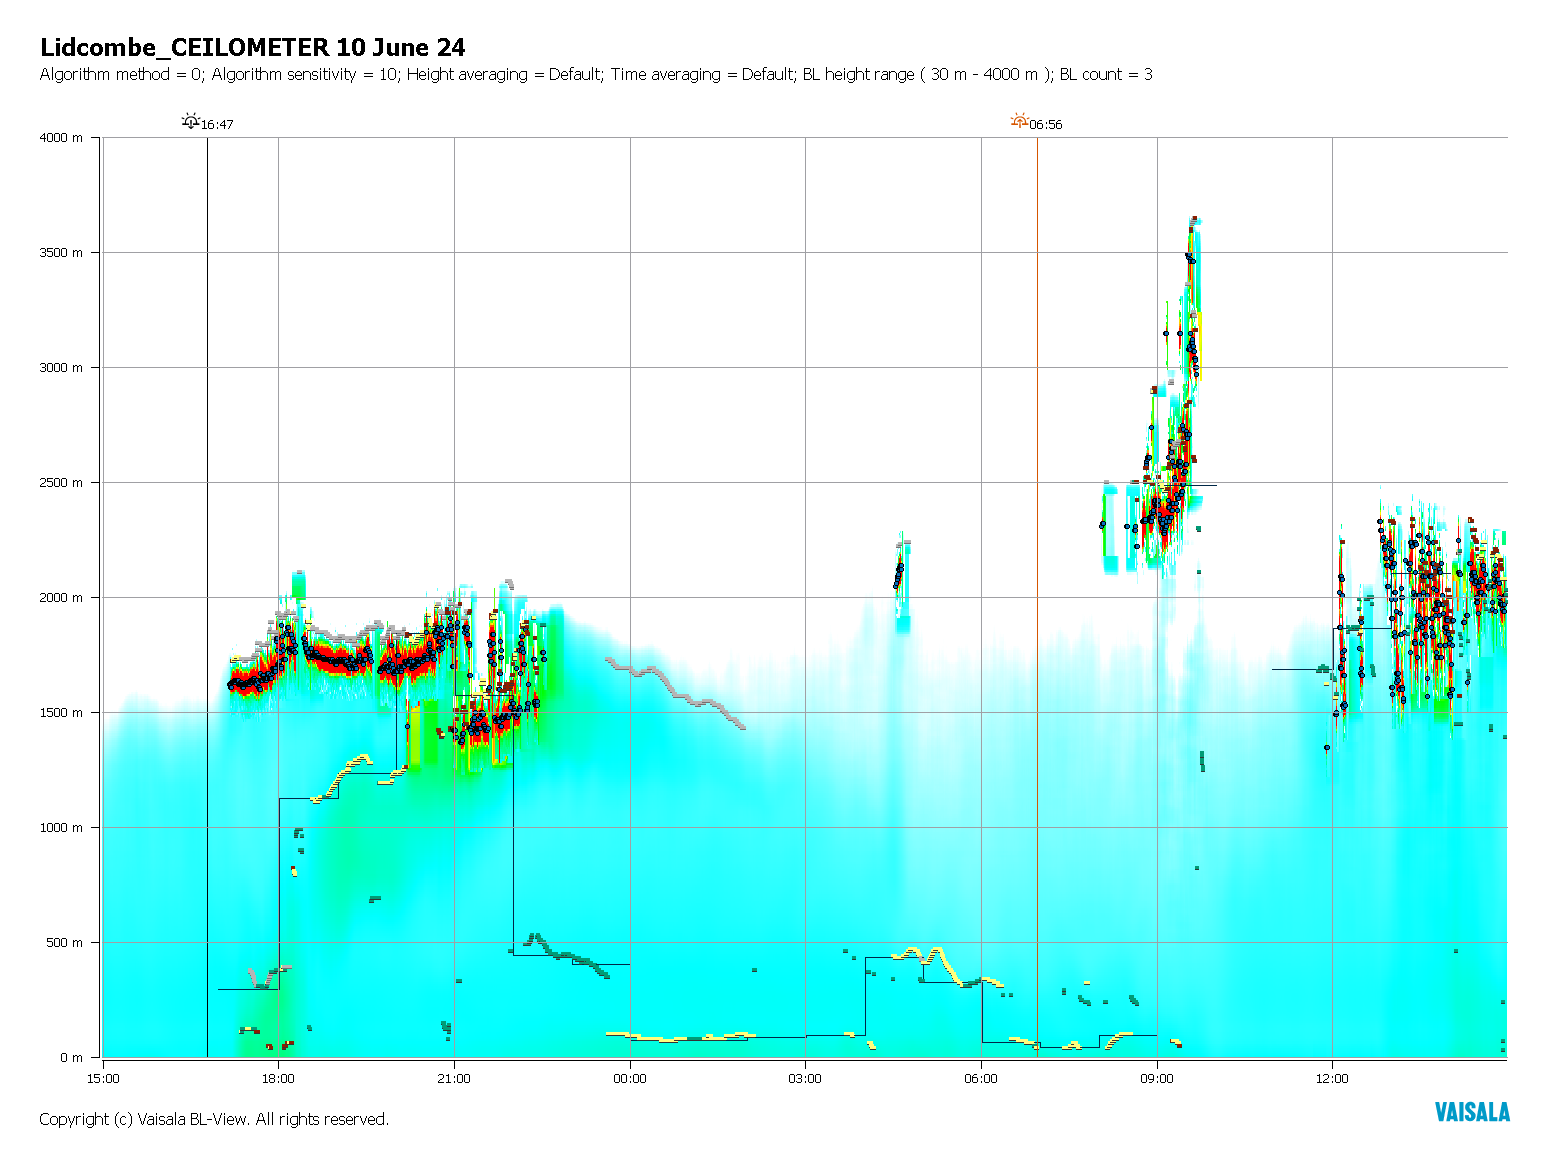 Lidcombe_CEILOMETER 10 June 24
Algorithm method = 0; Algorithm sensitivity = 10; Height averaging = Default; Time averaging = Default; BL height range ( 30 m - 4000 m ); BL count = 3
16:47
06:56
4000 m
3500 m
3000 m
2500 m
2000 m
1500 m
1000 m
500 m
0 m
15:00
18:00
21:00
00:00
03:00
06:00
09:00
12:00
Copyright (c) Vaisala BL-View. All rights reserved.
VAISALA